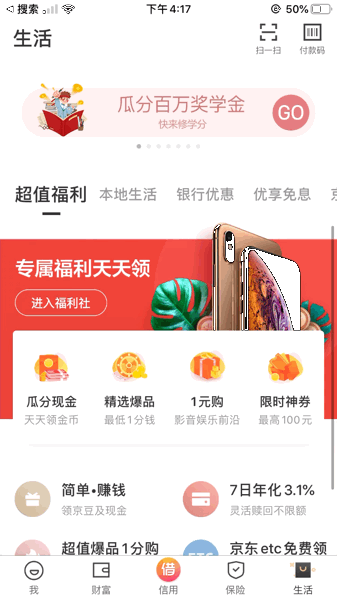 搜索
下午4:17
50%
生活
扫一扫
付款码
瓜分百万奖学金
快来修学分
GO
超值福利
本地生活
银行优惠
优享免息
专属福利天天领
进入福利社
瓜分现金
精选爆品
1元购
限时神券
天天领金币
最低1分钱
影音娱乐前沿
最高100元
简单•赚钱
领京豆及现金
7日年化3.1%
灵活赎回不限额
超值爆品1分购
京东etc免费领
ETC
我
财富
借
信用
保险
生活